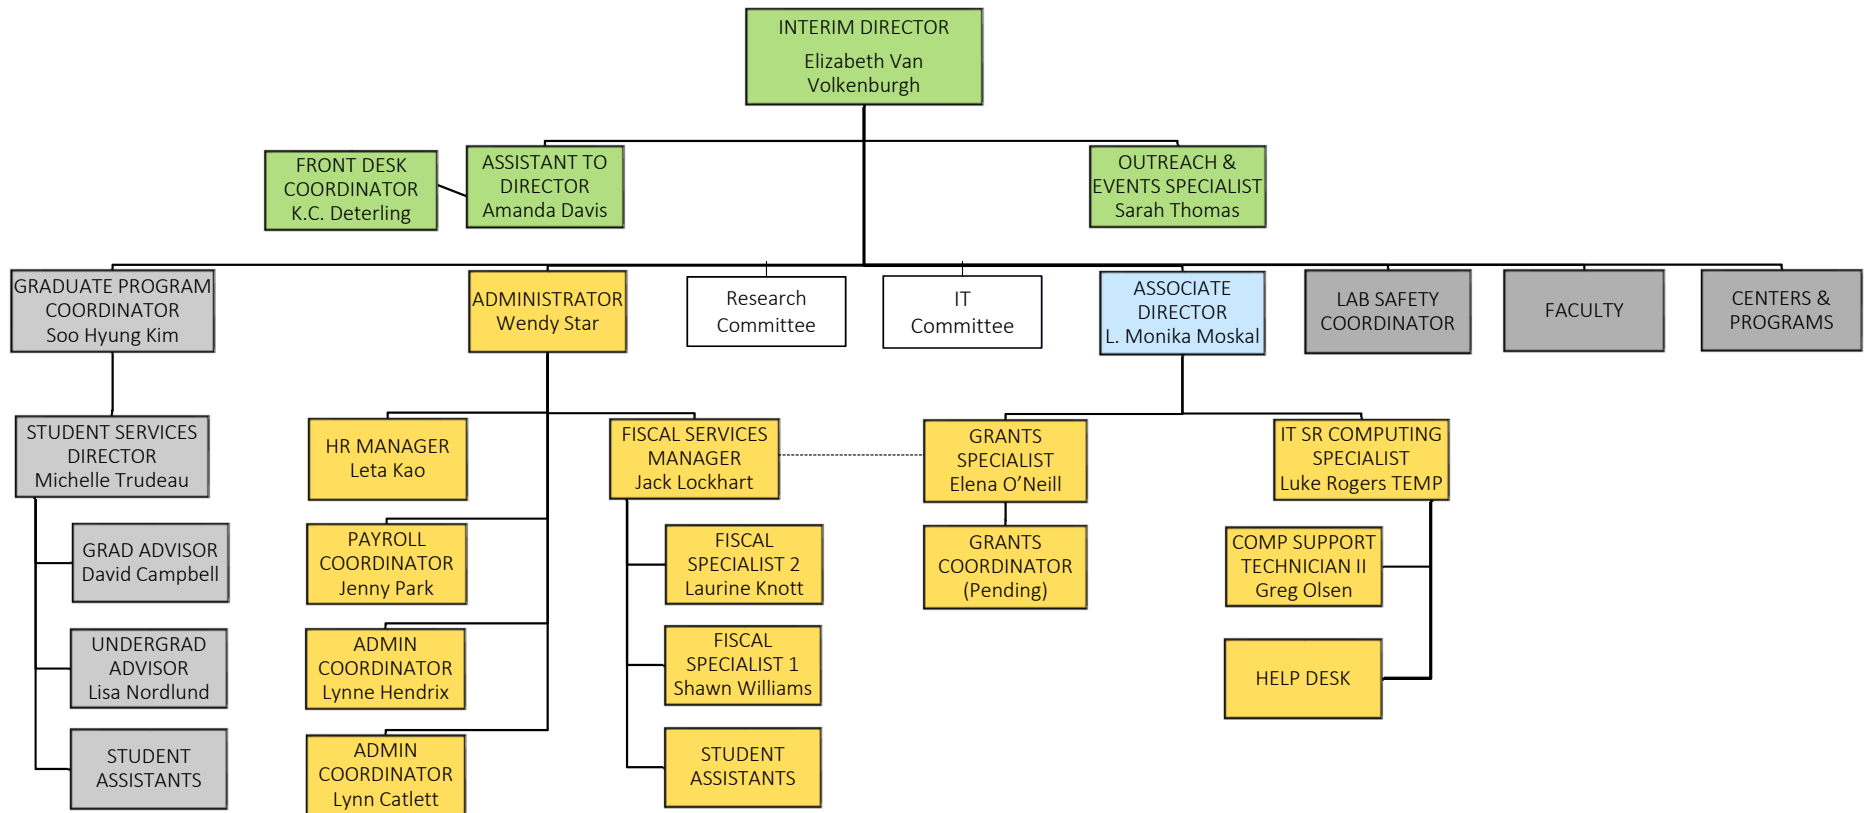 INTERIM DIRECTOR
Elizabeth Van
Volkenburgh
FRONT DESK
COORDINATOR
K.C. Deterling
ASSISTANT TO
DIRECTOR
Amanda Davis
OUTREACH &
EVENTS SPECIALIST
Sarah Thomas
GRADUATE PROGRAM
COORDINATOR
Soo Hyung Kim
ADMINISTRATOR
Wendy Star
Research
Committee
IT
Committee
ASSOCIATE
DIRECTOR
L. Monika Moskal
LAB SAFETY
COORDINATOR
FACULTY
CENTERS &
PROGRAMS
STUDENT SERVICES
DIRECTOR
Michelle Trudeau
HR MANAGER
Leta Kao
FISCAL SERVICES
MANAGER
Jack Lockhart
GRANTS
SPECIALIST
Elena O’Neill
IT SR COMPUTING
SPECIALIST
Luke Rogers TEMP
GRAD ADVISOR
David Campbell
PAYROLL
COORDINATOR
Jenny Park
FISCAL
SPECIALIST 2
Laurine Knott
GRANTS
COORDINATOR
(Pending)
COMP SUPPORT
TECHNICIAN II
Greg Olsen
UNDERGRAD
ADVISOR
Lisa Nordlund
ADMIN
COORDINATOR
Lynne Hendrix
FISCAL
SPECIALIST 1
Shawn Williams
HELP DESK
STUDENT
ASSISTANTS
ADMIN
COORDINATOR
Lynn Catlett
STUDENT
ASSISTANTS